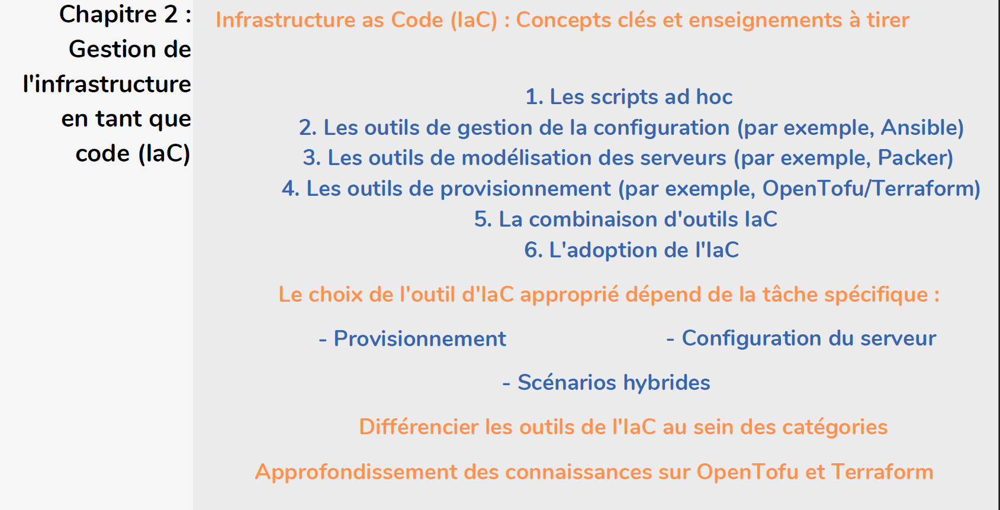 Chapitre 2 :
Gestion de
l'infrastructure
en tant que
code (IaC)
Infrastructure as Code (IaC) : Concepts clés et enseignements à tirer
1. Les scripts ad hoc
2. Les outils de gestion de la configuration (par exemple, Ansible)
3. Les outils de modélisation des serveurs (par exemple, Packer)
4. Les outils de provisionnement (par exemple, OpenTofu/Terraform)
5. La combinaison d'outils IaC
6. L'adoption de l'IaC
Le choix de l'outil d'IaC approprié dépend de la tâche spécifique :
- Provisionnement
- Configuration du serveur
- Scénarios hybrides
Différencier les outils de l'IaC au sein des catégories
Approfondissement des connaissances sur OpenTofu et Terraform